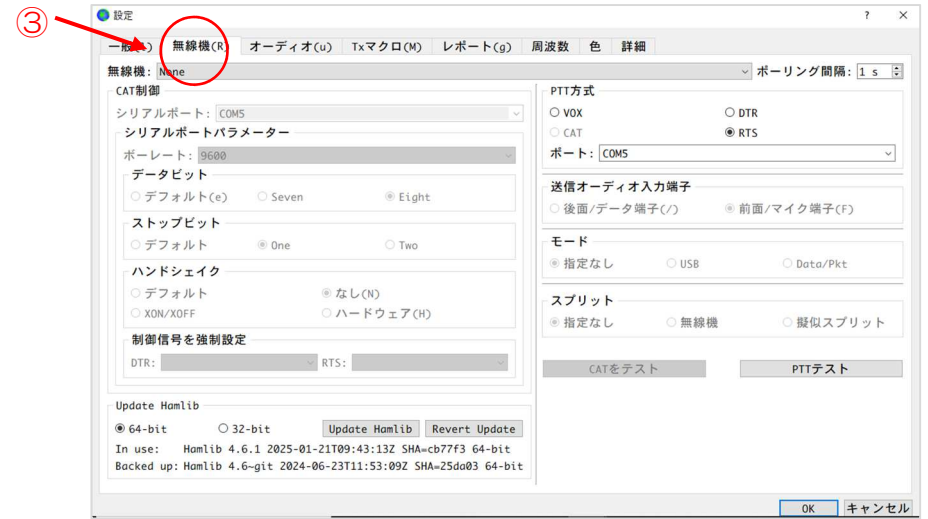 ③
設定 ? ×
一般(1) 無線機(R) オーディオ(u) Txマクロ(M) レポート(g) 周波数 色 詳細
無線機: None ポーリング間隔: 1 s
CAT制御
シリアルポート: COM5
シリアルポートパラメーター
ボーレート: 9600
データビット
デフォルト(e) Seven Eight
ストップビット
デフォルト One Two
ハンドシェイク
デフォルト なし(N)
XON/XOFF ハードウェア(H)
制御信号を強制設定
DTR: RTS:
Update Hamlib
64-bit 32-bit Update Hamlib Revert Update
In use: Hamlib 4.6.1 2025-01-21T09:43:13Z SHA=cb77f3 64-bit
Backed up: Hamlib 4.6~git 2024-06-23T11:53:09Z SHA=25da03 64-bit
PTT方式
VOX DTR
CAT RTS
ポート: COM5
送信オーディオ入力端子
後面/データ端子(/) 前面/マイク端子(F)
モード
指定なし USB Data/Pkt
スプリット
指定なし 無線機 擬似スプリット
CATをテスト PTTテスト
OK キャンセル